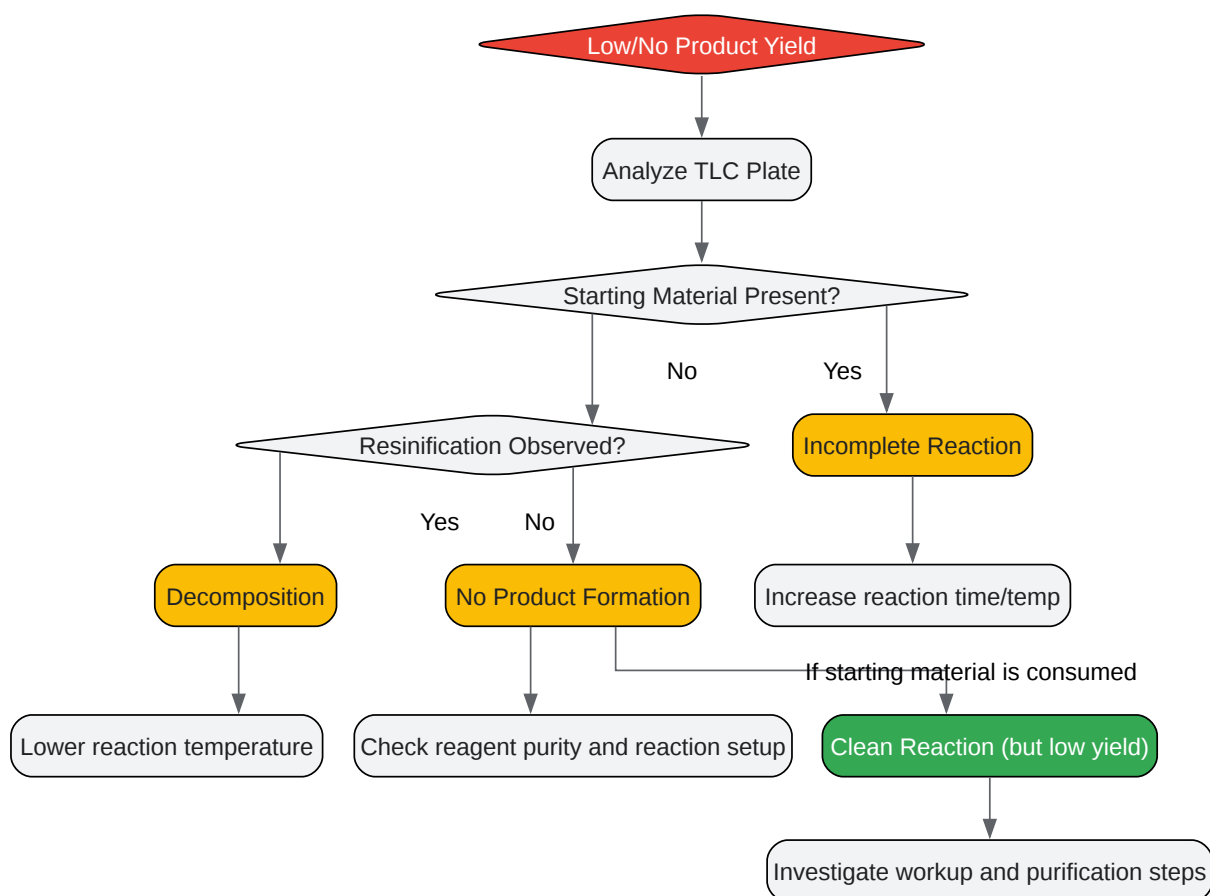 Low/No Product Yield
Analyze TLC Plate
Starting Material Present?
No
Yes
Resinification Observed?
Incomplete Reaction
Yes
No
Decomposition
No Product Formation
Increase reaction time/temp
If starting material is consumed
Lower reaction temperature
Check reagent purity and reaction setup
Clean Reaction (but low yield)
Investigate workup and purification steps